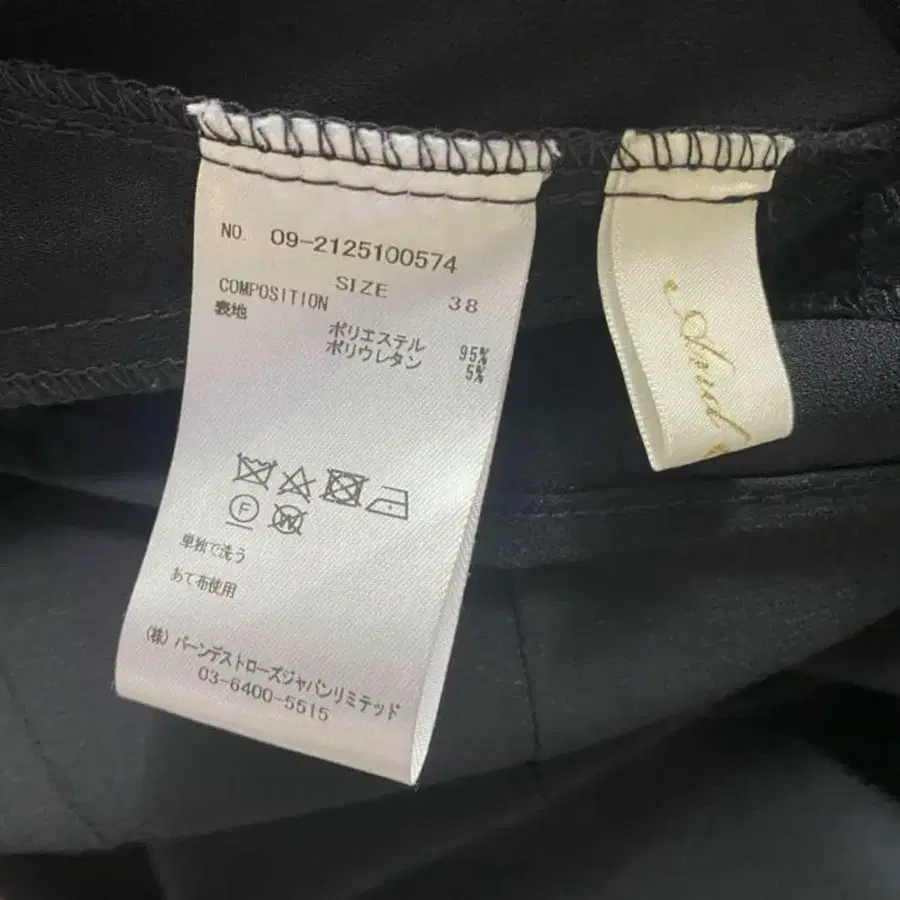 NO. 09-2125100574
SIZE 38
COMPOSITION
表地
ポリエステル 95%
ポリウレタン 5%
F
W
単独で洗う
あて布使用
(株) バーンデストローズジャパンリミテッド
03-6400-5515